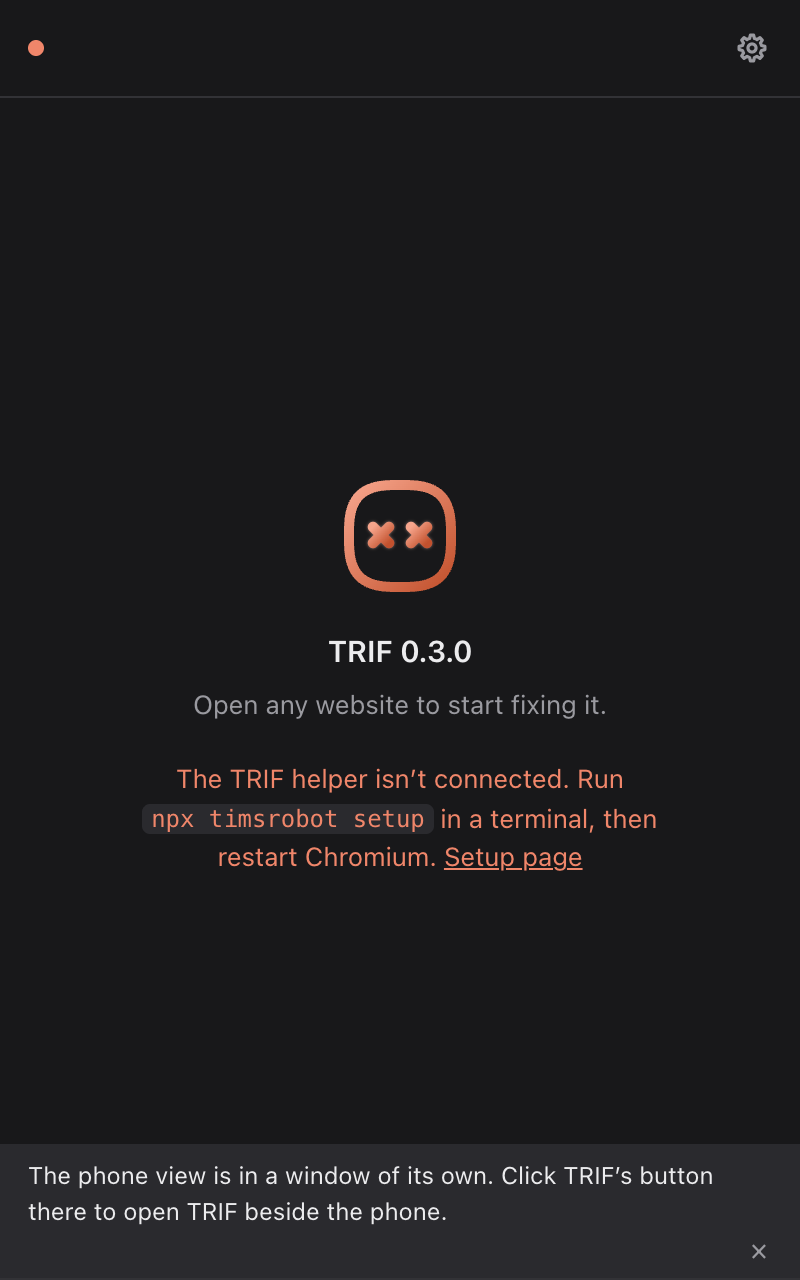 TRIF 0.3.0
Open any website to start fixing it.
The TRIF helper isn’t connected. Run
npx timsrobot setup in a terminal, then
restart Chromium. Setup page
The phone view is in a window of its own. Click TRIF’s button
there to open TRIF beside the phone.